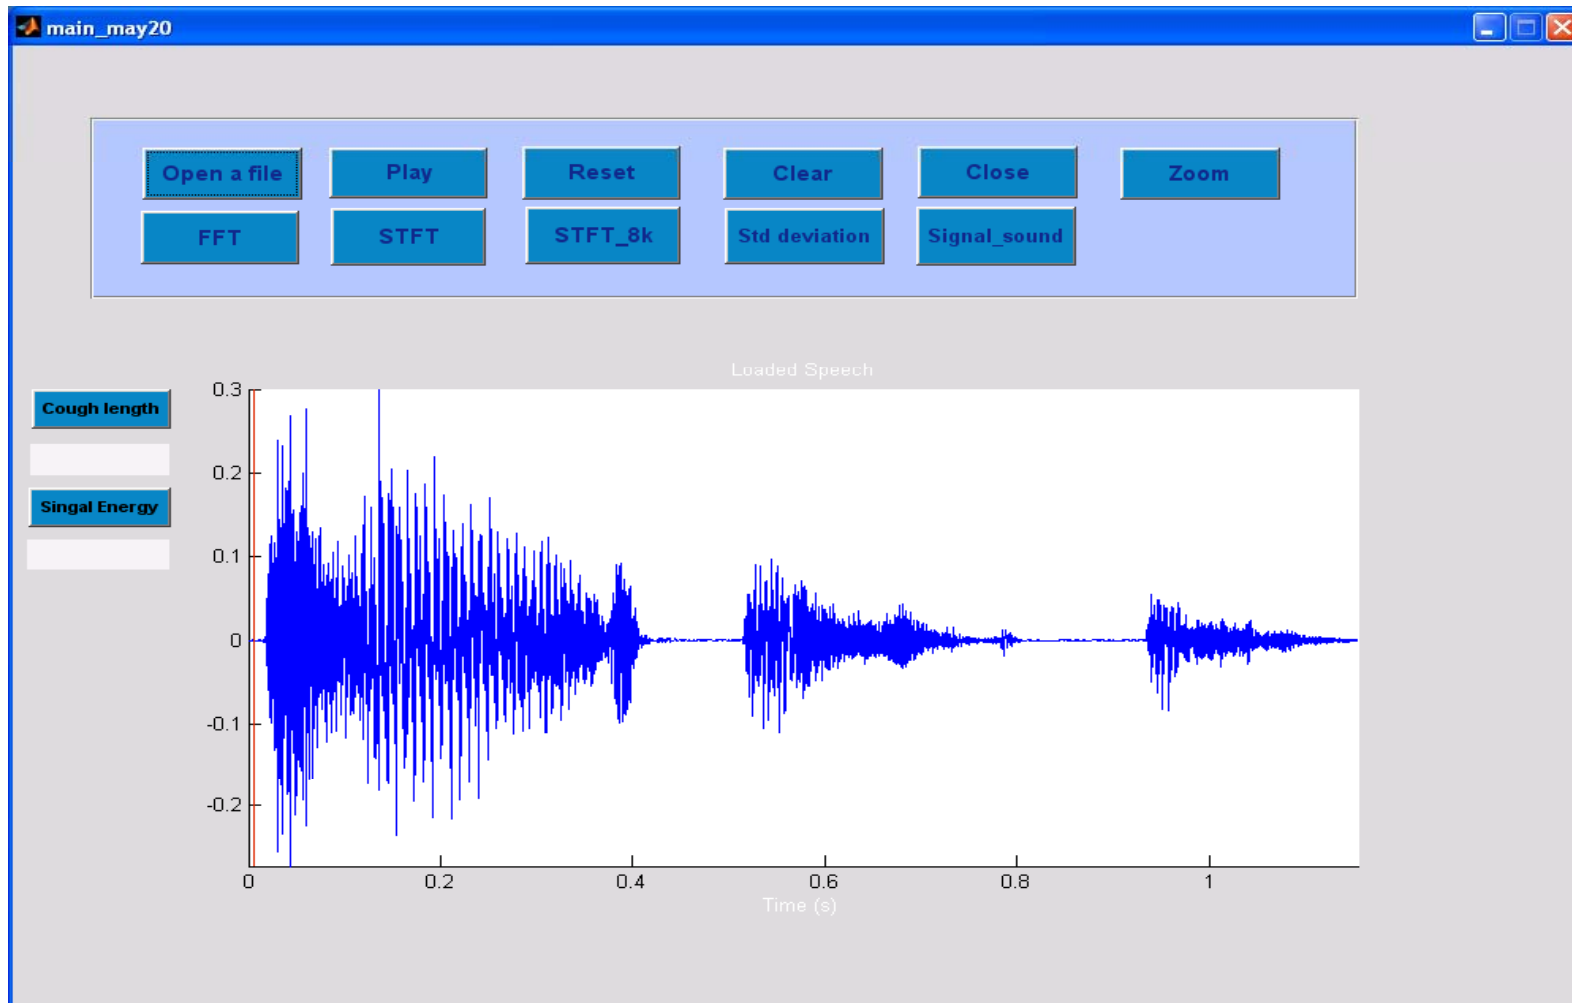 main_may20
Open a file Play Reset Clear Close Zoom
FFT STFT STFT_8k Std deviation Signal_sound
Loaded Speech
Cough length
Singal Energy
0.3
0.2
0.1
0
-0.1
-0.2
0 0.2 0.4 0.6 0.8 1
Time (s)